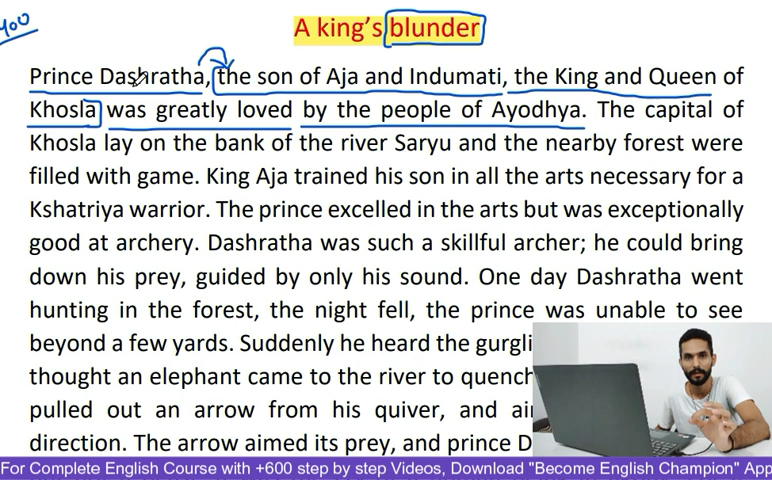 400
A king's blunder
Prince Dashratha, the son of Aja and Indumati, the King and Queen of
Khosla was greatly loved by the people of Ayodhya. The capital of
Khosla lay on the bank of the river Saryu and the nearby forest were
filled with game. King Aja trained his son in all the arts necessary for a
Kshatriya warrior. The prince excelled in the arts but was exceptionally
good at archery. Dashratha was such a skillful archer; he could bring
down his prey, guided by only his sound. One day Dashratha went
hunting in the forest, the night fell, the prince was unable to see
beyond a few yards. Suddenly he heard the gurgli
thought an elephant came to the river to quench
pulled out an arrow from his quiver, and ai
direction. The arrow aimed its prey, and prince D
For Complete English Course with +600 step by step Videos, Download "Become English Champion" App